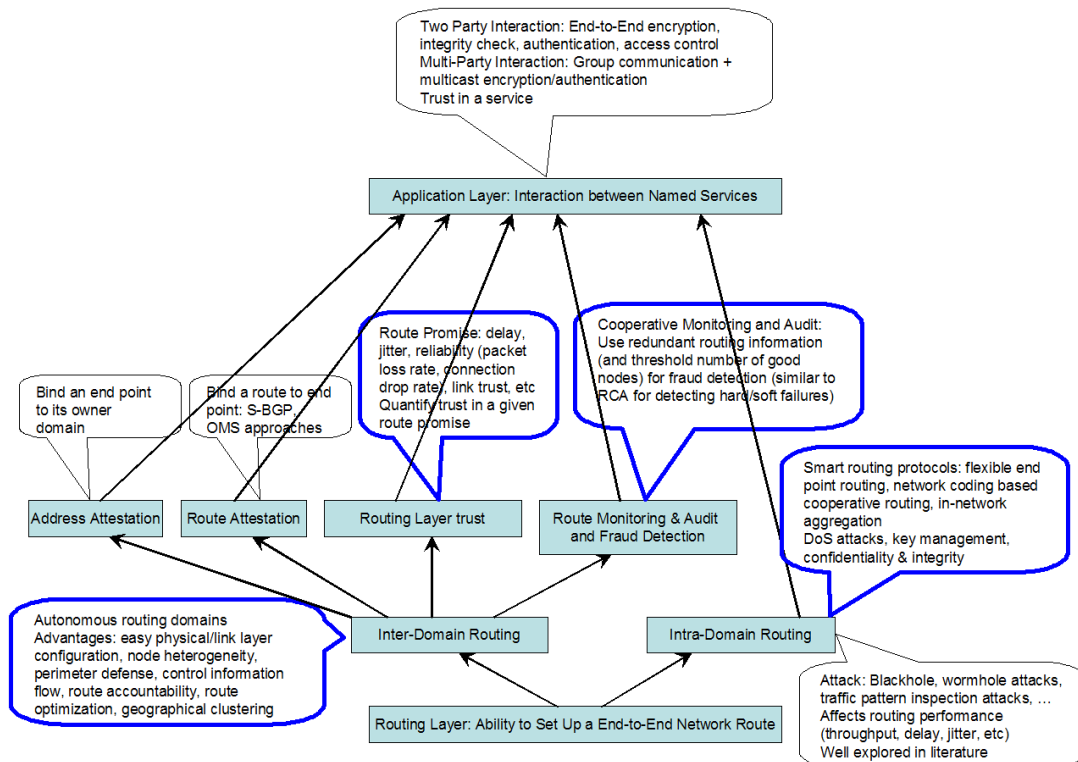 Two Party Interaction: End-to-End encryption,
integrity check, authentication, access control
Multi-Party Interaction: Group communication +
multicast encryption/authentication
Trust in a service
Application Layer: Interaction between Named Services
Bind an end point
to its owner
domain
Bind a route to end
point: S-BGP,
OMS approaches
Route Promise: delay,
jitter, reliability (packet
loss rate, connection
drop rate), link trust, etc
Quantify trust in a given
route promise
Cooperative Monitoring and Audit:
Use redundant routing information
(and threshold number of good
nodes) for fraud detection (similar to
RCA for detecting hard/soft failures)
Smart routing protocols: flexible end
point routing, network coding based
cooperative routing, in-network
aggregation
DoS attacks, key management,
confidentiality & integrity
Address Attestation
Route Attestation
Routing Layer trust
Route Monitoring & Audit
and Fraud Detection
Autonomous routing domains
Advantages: easy physical/link layer
configuration, node heterogeneity,
perimeter defense, control information
flow, route accountability, route
optimization, geographical clustering
Inter-Domain Routing
Intra-Domain Routing
Attack: Blackhole, wormhole attacks,
traffic pattern inspection attacks, …
Affects routing performance
(throughput, delay, jitter, etc)
Well explored in literature
Routing Layer: Ability to Set Up a End-to-End Network Route